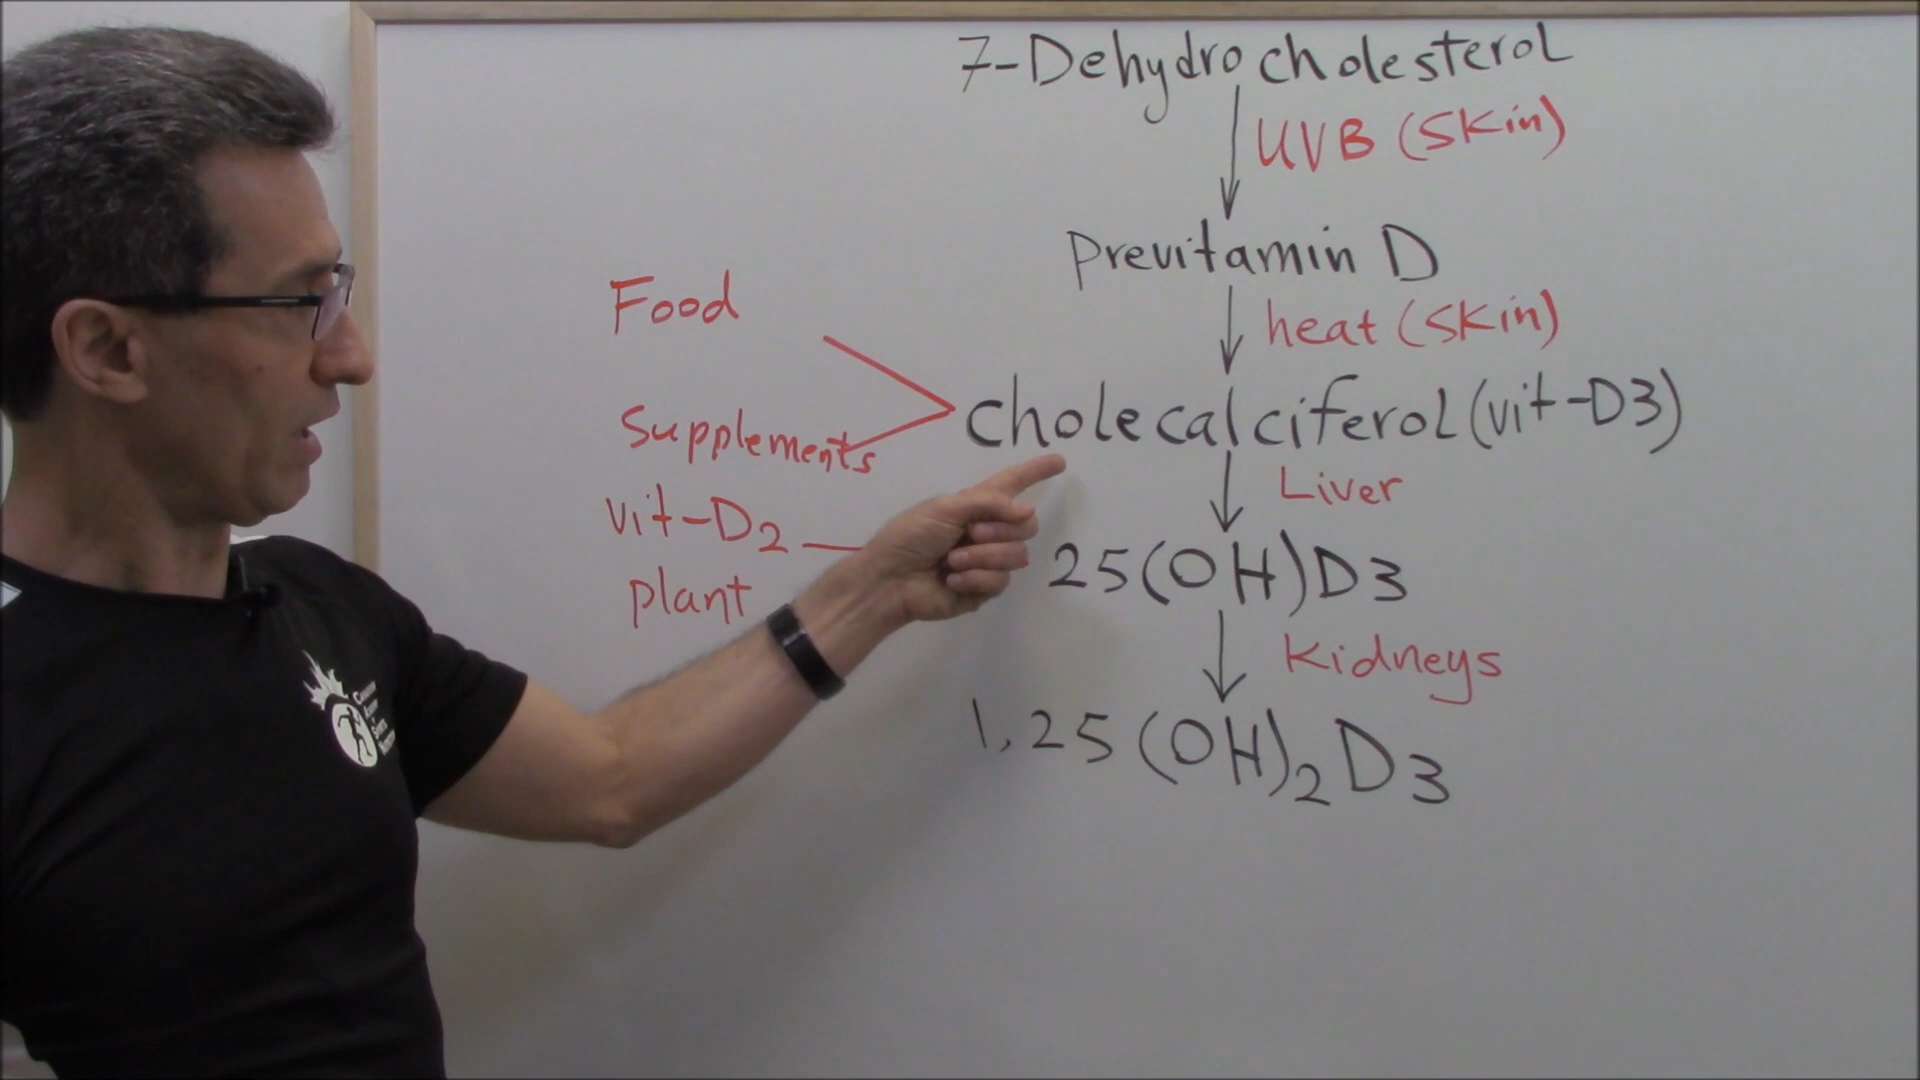 7-Dehydrocholesterol
UVB (Skin)
Previtamin D
heat (Skin)
Food
Supplements
cholecalciferol (vit-D3)
Liver
vit-D2
plant
25(OH)D3
Kidneys
1,25(OH)2D3